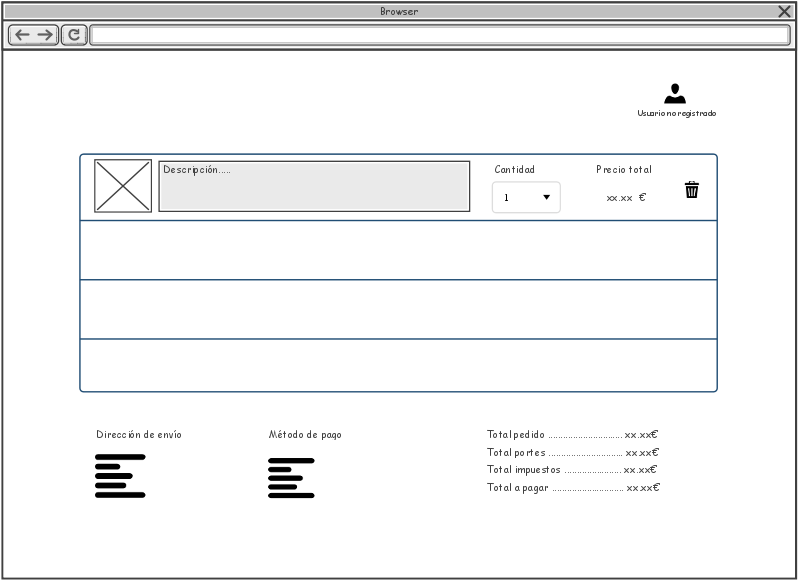 Browser
Usuario no registrado
Descripción.....
Cantidad
Precio total
1
xx.xx €
Dirección de envío
Método de pago
Total pedido .............................. xx.xx€
Total portes .............................. xx.xx€
Total impuestos ....................... xx.xx€
Total a pagar ............................. xx.xx€